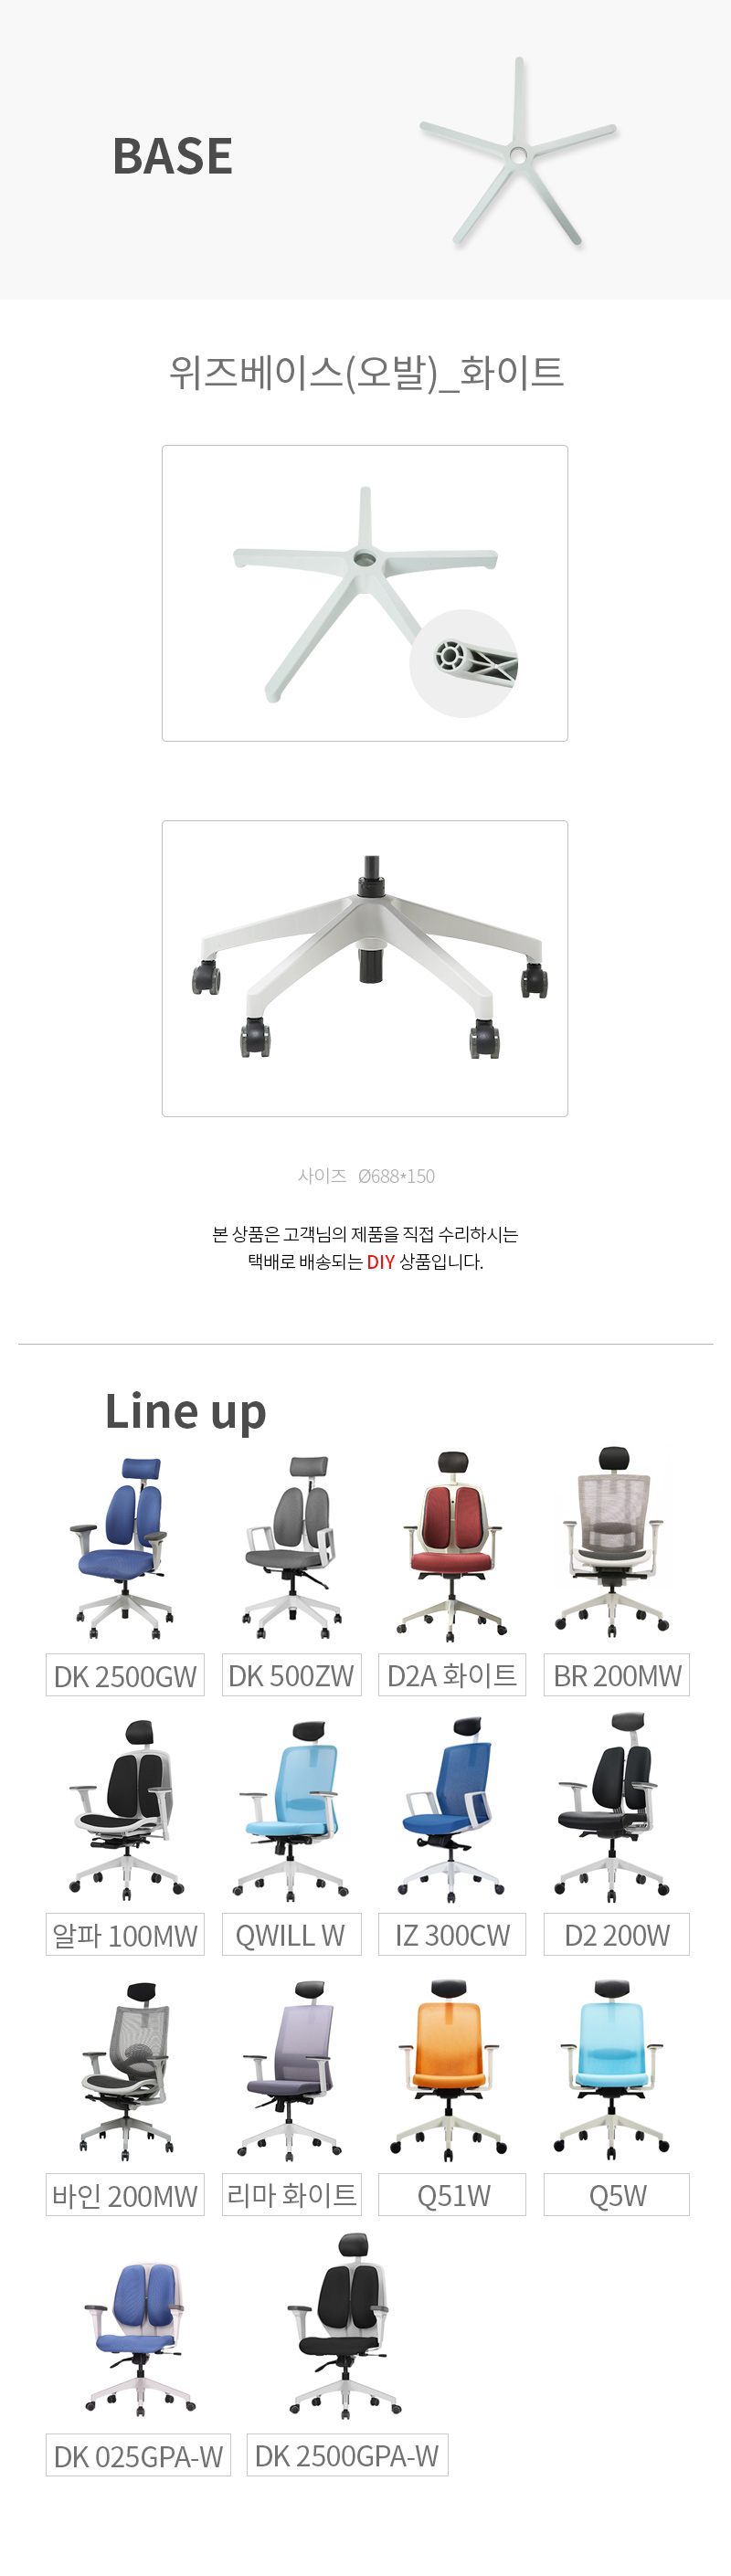 BASE
위즈베이스(오발)_화이트
사이즈 Ø688*150
본 상품은 고객님의 제품을 직접 수리하시는
택배로 배송되는 DIY 상품입니다.
Line up
DK 2500GW
DK 500ZW
D2A 화이트
BR 200MW
알파 100MW
QWILL W
IZ 300CW
D2 200W
바인 200MW
리마 화이트
Q51W
Q5W
DK 025GPA-W
DK 2500GPA-W